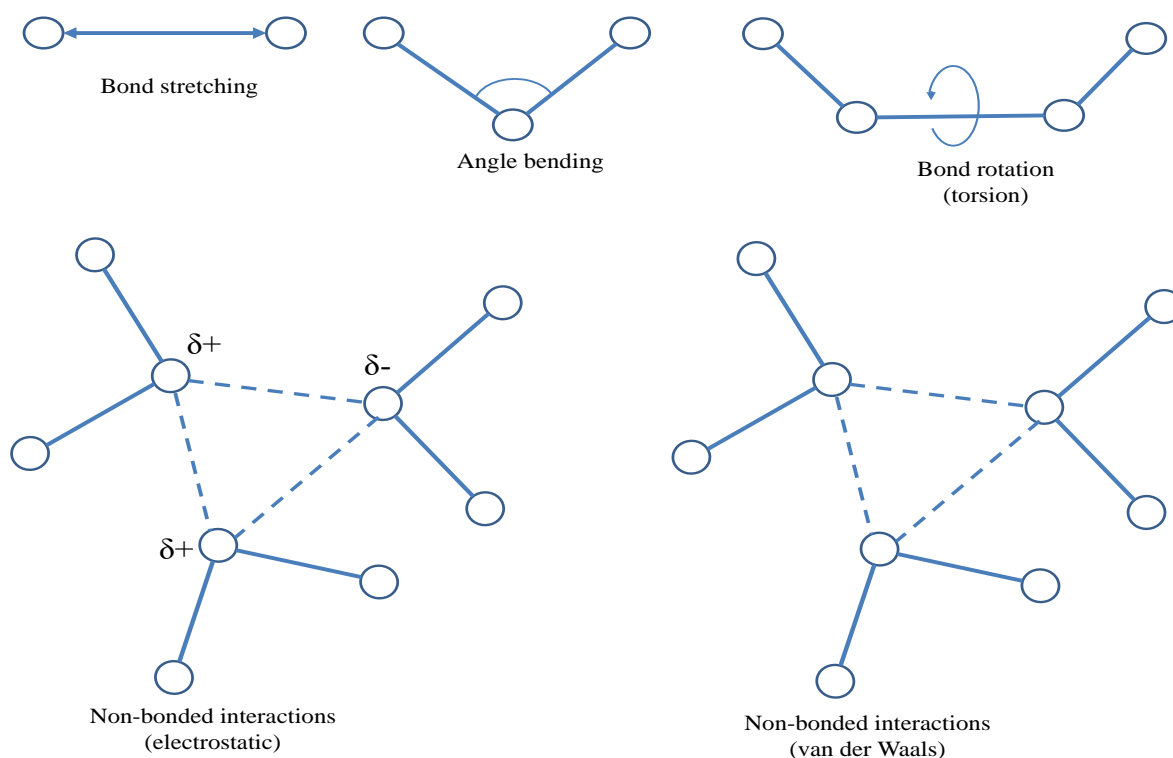 Bond stretching
Angle bending
Bond rotation
(torsion)
δ+
δ-
δ+
Non-bonded interactions
(electrostatic)
Non-bonded interactions
(van der Waals)